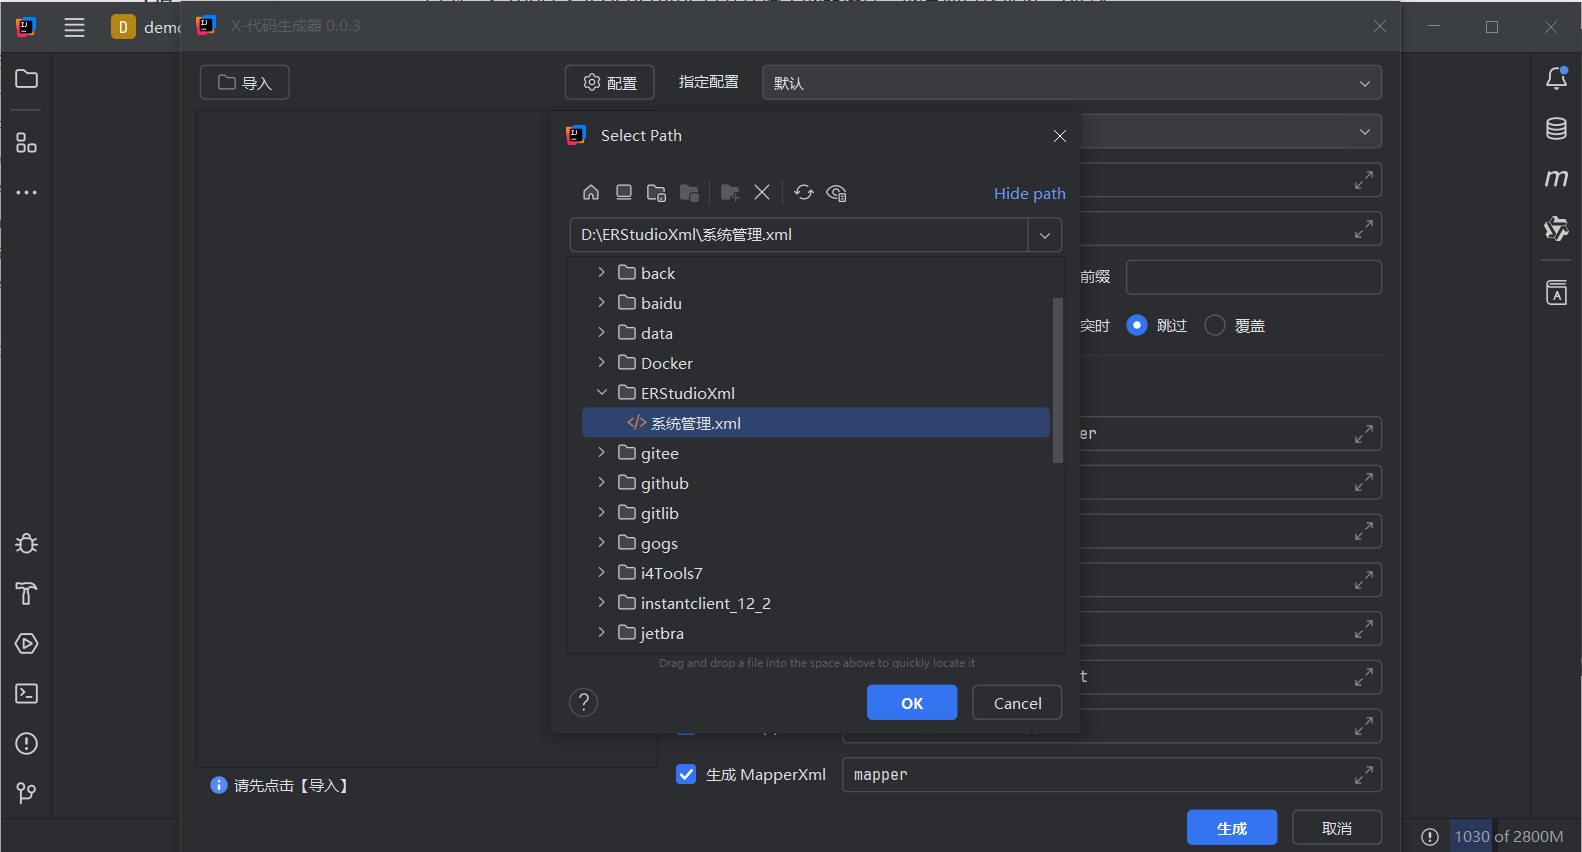 D demo
X-代码生成器 0.0.3
导入
配置
指定配置
默认
Select Path
Hide path
D:\ERStudioXml\系统管理.xml
back
baidu
data
Docker
ERStudioXml
</> 系统管理.xml
gitee
github
gitlib
gogs
i4Tools7
instantclient_12_2
jetbra
Drag and drop a file into the space above to quickly locate it
?
OK
Cancel
前缀
突时
跳过
覆盖
er
t
生成 MapperXml
mapper
请先点击【导入】
生成
取消
1030 of 2800M